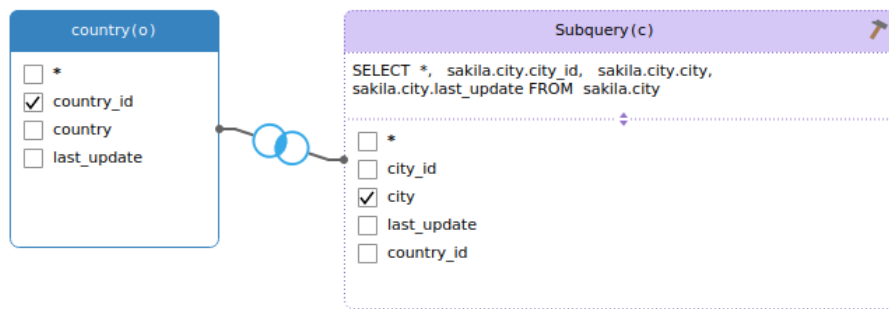 country(o)
*
country_id
country
last_update
Subquery(c)
SELECT *, sakila.city.city_id, sakila.city.city,
sakila.city.last_update FROM sakila.city
*
city_id
city
last_update
country_id